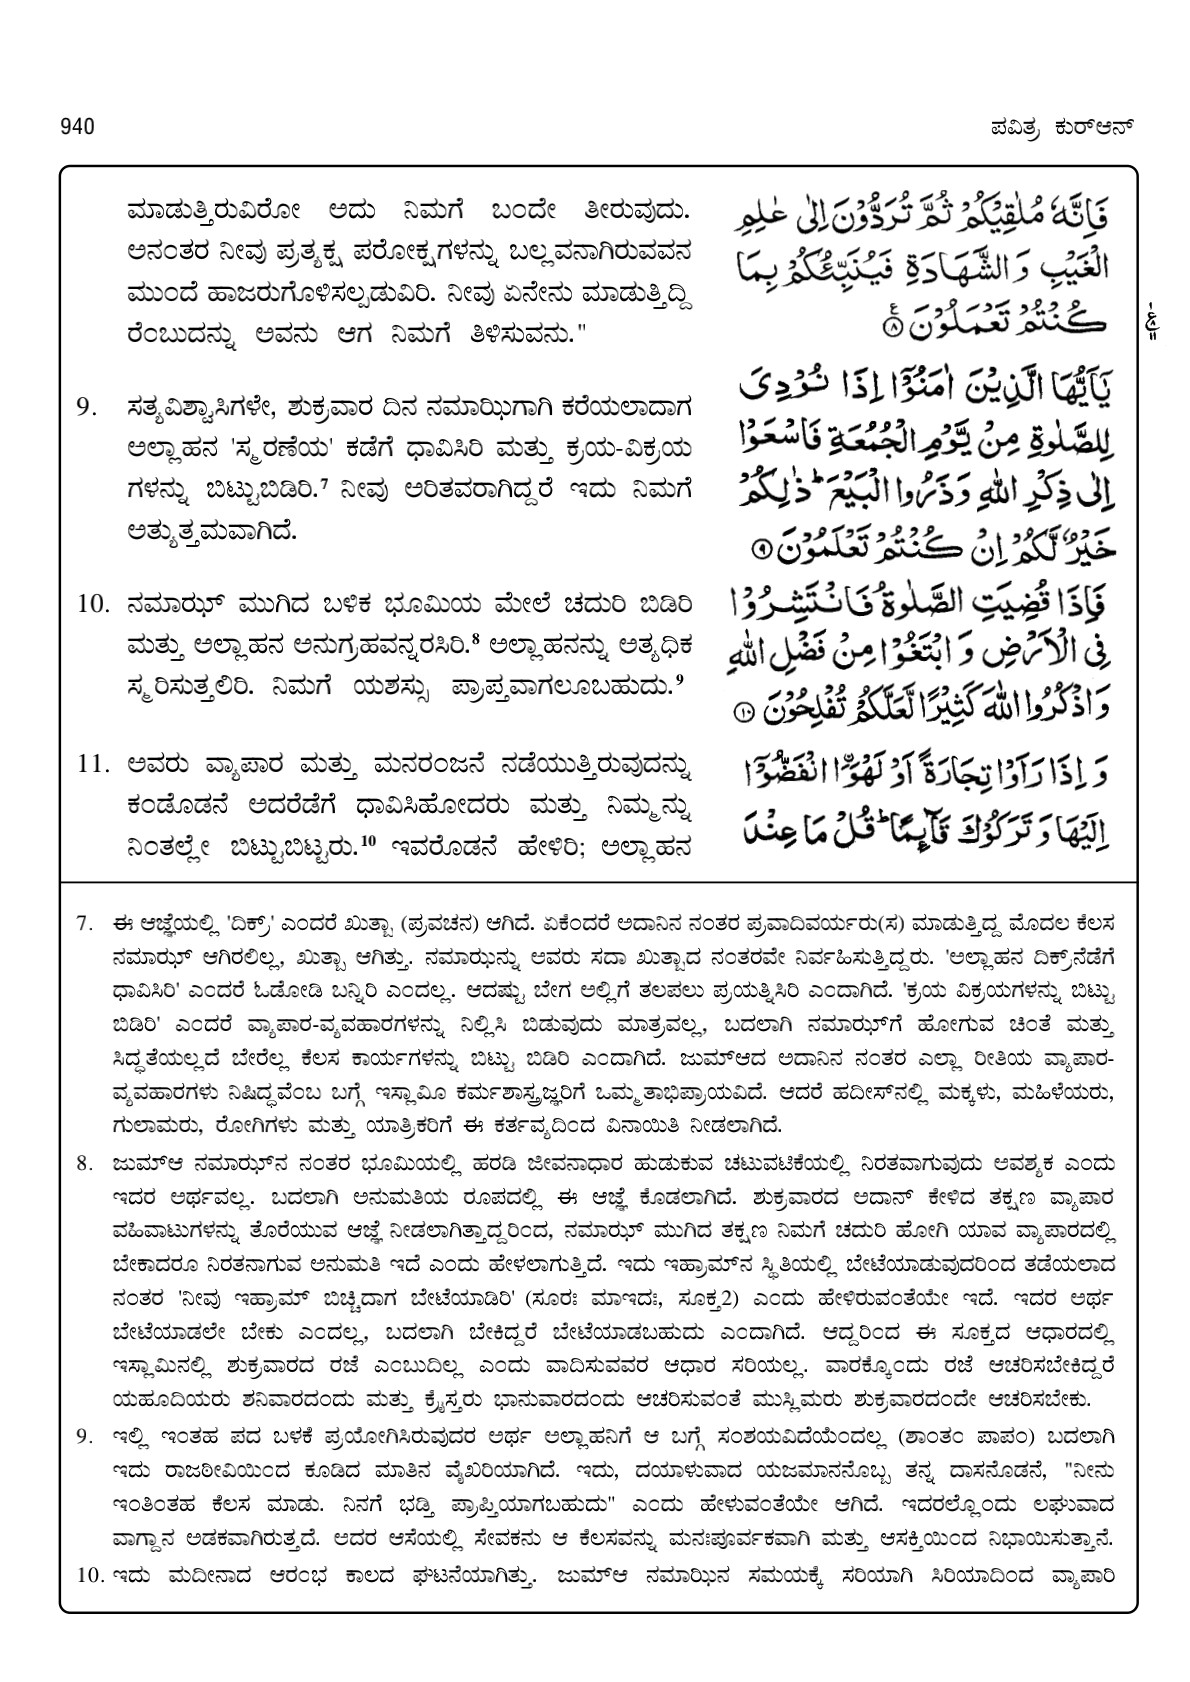 940
ಪವಿತ್ರ ಕುರ್‌ಆನ್
ಮಾಡುತ್ತಿರುವಿರೋ ಅದು ನಿಮಗೆ ಬಂದೇ ತೀರುವುದು.
ಅನಂತರ ನೀವು ಪ್ರತ್ಯಕ್ಷ ಪರೋಕ್ಷಗಳನ್ನು ಬಲ್ಲವನಾಗಿರುವವನ
ಮುಂದೆ ಹಾಜರುಗೊಳಿಸಲ್ಪಡುವಿರಿ. ನೀವು ಏನೇನು ಮಾಡುತ್ತಿದ್ದಿ
ರೆಂಬುದನ್ನು ಅವನು ಆಗ ನಿಮಗೆ ತಿಳಿಸುವನು."
9. ಸತ್ಯವಿಶ್ವಾಸಿಗಳೇ, ಶುಕ್ರವಾರ ದಿನ ನಮಾಝಿಗಾಗಿ ಕರೆಯಲಾದಾಗ
ಅಲ್ಲಾಹನ 'ಸ್ಮರಣೆಯ' ಕಡೆಗೆ ಧಾವಿಸಿರಿ ಮತ್ತು ಕ್ರಯ-ವಿಕ್ರಯ
ಗಳನ್ನು ಬಿಟ್ಟುಬಿಡಿರಿ.⁷ ನೀವು ಅರಿತವರಾಗಿದ್ದರೆ ಇದು ನಿಮಗೆ
ಅತ್ಯುತ್ತಮವಾಗಿದೆ.
10. ನಮಾಝ್ ಮುಗಿದ ಬಳಿಕ ಭೂಮಿಯ ಮೇಲೆ ಚದುರಿ ಬಿಡಿರಿ
ಮತ್ತು ಅಲ್ಲಾಹನ ಅನುಗ್ರಹವನ್ನರಸಿರಿ.⁸ ಅಲ್ಲಾಹನನ್ನು ಅತ್ಯಧಿಕ
ಸ್ಮರಿಸುತ್ತಲಿರಿ. ನಿಮಗೆ ಯಶಸ್ಸು ಪ್ರಾಪ್ತವಾಗಲೂಬಹುದು.⁹
11. ಅವರು ವ್ಯಾಪಾರ ಮತ್ತು ಮನರಂಜನೆ ನಡೆಯುತ್ತಿರುವುದನ್ನು
ಕಂಡೊಡನೆ ಅದರೆಡೆಗೆ ಧಾವಿಸಿಹೋದರು ಮತ್ತು ನಿಮ್ಮನ್ನು
ನಿಂತಲ್ಲೇ ಬಿಟ್ಟುಬಿಟ್ಟರು.¹⁰ ಇವರೊಡನೆ ಹೇಳಿರಿ; ಅಲ್ಲಾಹನ
فَإِنَّهٗ مُلٰقِيكُمْ ثُمَّ تُرَدُّوْنَ اِلٰى عٰلِمِ
الْغَيْبِ وَالشَّهَادَةِ فَيُنَبِّئُكُمْ بِمَا
كُنْتُمْ تَعْمَلُوْنَ ۝٨
يٰٓاَيُّهَا الَّذِيْنَ اٰمَنُوْٓا اِذَا نُوْدِىَ
لِلصَّلٰوةِ مِنْ يَّوْمِ الْجُمُعَةِ فَاسْعَوْا
اِلٰى ذِكْرِ اللّٰهِ وَذَرُوا الْبَيْعَ ؕ ذٰلِكُمْ
خَيْرٌ لَّكُمْ اِنْ كُنْتُمْ تَعْلَمُوْنَ ۝٩
فَاِذَا قُضِيَتِ الصَّلٰوةُ فَانْتَشِرُوْا
فِى الْاَرْضِ وَابْتَغُوْا مِنْ فَضْلِ اللّٰهِ
وَاذْكُرُوا اللّٰهَ كَثِيْرًا لَّعَلَّكُمْ تُفْلِحُوْنَ ۝١٠
وَاِذَا رَاَوْا تِجَارَةً اَوْ لَهْوَاۨ انْفَضُّوْٓا
اِلَيْهَا وَتَرَكُوْكَ قَآئِمًا ؕ قُلْ مَا عِنْدَ
7. ಈ ಆಜ್ಞೆಯಲ್ಲಿ 'ದಿಕ್ರ್' ಎಂದರೆ ಖುತ್ಬಾ (ಪ್ರವಚನ) ಆಗಿದೆ. ಏಕೆಂದರೆ ಅದಾನಿನ ನಂತರ ಪ್ರವಾದಿವರ್ಯರು(ಸ) ಮಾಡುತ್ತಿದ್ದ ಮೊದಲ ಕೆಲಸ
ನಮಾಝ್ ಆಗಿರಲಿಲ್ಲ, ಖುತ್ಬಾ ಆಗಿತ್ತು. ನಮಾಝನ್ನು ಅವರು ಸದಾ ಖುತ್ಬಾದ ನಂತರವೇ ನಿರ್ವಹಿಸುತ್ತಿದ್ದರು. 'ಅಲ್ಲಾಹನ ದಿಕ್ರ್‌ನೆಡೆಗೆ
ಧಾವಿಸಿರಿ' ಎಂದರೆ ಓಡೋಡಿ ಬನ್ನಿರಿ ಎಂದಲ್ಲ. ಆದಷ್ಟು ಬೇಗ ಅಲ್ಲಿಗೆ ತಲಪಲು ಪ್ರಯತ್ನಿಸಿರಿ ಎಂದಾಗಿದೆ. 'ಕ್ರಯ ವಿಕ್ರಯಗಳನ್ನು ಬಿಟ್ಟು
ಬಿಡಿರಿ' ಎಂದರೆ ವ್ಯಾಪಾರ-ವ್ಯವಹಾರಗಳನ್ನು ನಿಲ್ಲಿಸಿ ಬಿಡುವುದು ಮಾತ್ರವಲ್ಲ, ಬದಲಾಗಿ ನಮಾಝ್‌ಗೆ ಹೋಗುವ ಚಿಂತೆ ಮತ್ತು
ಸಿದ್ಧತೆಯಲ್ಲದೆ ಬೇರೆಲ್ಲ ಕೆಲಸ ಕಾರ್ಯಗಳನ್ನು ಬಿಟ್ಟು ಬಿಡಿರಿ ಎಂದಾಗಿದೆ. ಜುಮ್‌ಆದ ಅದಾನಿನ ನಂತರ ಎಲ್ಲಾ ರೀತಿಯ ವ್ಯಾಪಾರ-
ವ್ಯವಹಾರಗಳು ನಿಷಿದ್ಧವೆಂಬ ಬಗ್ಗೆ ಇಸ್ಲಾಮೀ ಕರ್ಮಶಾಸ್ತ್ರಜ್ಞರಿಗೆ ಒಮ್ಮತಾಭಿಪ್ರಾಯವಿದೆ. ಆದರೆ ಹದೀಸ್‌ನಲ್ಲಿ ಮಕ್ಕಳು, ಮಹಿಳೆಯರು,
ಗುಲಾಮರು, ರೋಗಿಗಳು ಮತ್ತು ಯಾತ್ರಿಕರಿಗೆ ಈ ಕರ್ತವ್ಯದಿಂದ ವಿನಾಯಿತಿ ನೀಡಲಾಗಿದೆ.
8. ಜುಮ್‌ಆ ನಮಾಝ್‌ನ ನಂತರ ಭೂಮಿಯಲ್ಲಿ ಹರಡಿ ಜೀವನಾಧಾರ ಹುಡುಕುವ ಚಟುವಟಿಕೆಯಲ್ಲಿ ನಿರತವಾಗುವುದು ಅವಶ್ಯಕ ಎಂದು
ಇದರ ಅರ್ಥವಲ್ಲ. ಬದಲಾಗಿ ಅನುಮತಿಯ ರೂಪದಲ್ಲಿ ಈ ಆಜ್ಞೆ ಕೊಡಲಾಗಿದೆ. ಶುಕ್ರವಾರದ ಅದಾನ್ ಕೇಳಿದ ತಕ್ಷಣ ವ್ಯಾಪಾರ
ವಹಿವಾಟುಗಳನ್ನು ತೊರೆಯುವ ಆಜ್ಞೆ ನೀಡಲಾಗಿತ್ತಾದ್ದರಿಂದ, ನಮಾಝ್ ಮುಗಿದ ತಕ್ಷಣ ನಿಮಗೆ ಚದುರಿ ಹೋಗಿ ಯಾವ ವ್ಯಾಪಾರದಲ್ಲಿ
ಬೇಕಾದರೂ ನಿರತನಾಗುವ ಅನುಮತಿ ಇದೆ ಎಂದು ಹೇಳಲಾಗುತ್ತಿದೆ. ಇದು ಇಹ್ರಾಮ್‌ನ ಸ್ಥಿತಿಯಲ್ಲಿ ಬೇಟೆಯಾಡುವುದರಿಂದ ತಡೆಯಲಾದ
ನಂತರ 'ನೀವು ಇಹ್ರಾಮ್ ಬಿಚ್ಚಿದಾಗ ಬೇಟೆಯಾಡಿರಿ' (ಸೂರಃ ಮಾಇದಃ, ಸೂಕ್ತ2) ಎಂದು ಹೇಳಿರುವಂತೆಯೇ ಇದೆ. ಇದರ ಅರ್ಥ
ಬೇಟೆಯಾಡಲೇ ಬೇಕು ಎಂದಲ್ಲ, ಬದಲಾಗಿ ಬೇಕಿದ್ದರೆ ಬೇಟೆಯಾಡಬಹುದು ಎಂದಾಗಿದೆ. ಆದ್ದರಿಂದ ಈ ಸೂಕ್ತದ ಆಧಾರದಲ್ಲಿ
ಇಸ್ಲಾಮಿನಲ್ಲಿ ಶುಕ್ರವಾರದ ರಜೆ ಎಂಬುದಿಲ್ಲ ಎಂದು ವಾದಿಸುವವರ ಆಧಾರ ಸರಿಯಲ್ಲ. ವಾರಕ್ಕೊಂದು ರಜೆ ಆಚರಿಸಬೇಕಿದ್ದರೆ
ಯಹೂದಿಯರು ಶನಿವಾರದಂದು ಮತ್ತು ಕ್ರೈಸ್ತರು ಭಾನುವಾರದಂದು ಆಚರಿಸುವಂತೆ ಮುಸ್ಲಿಮರು ಶುಕ್ರವಾರದಂದೇ ಆಚರಿಸಬೇಕು.
9. ಇಲ್ಲಿ ಇಂತಹ ಪದ ಬಳಕೆ ಪ್ರಯೋಗಿಸಿರುವುದರ ಅರ್ಥ ಅಲ್ಲಾಹನಿಗೆ ಆ ಬಗ್ಗೆ ಸಂಶಯವಿದೆಯೆಂದಲ್ಲ (ಶಾಂತಂ ಪಾಪಂ) ಬದಲಾಗಿ
ಇದು ರಾಜಠೀವಿಯಿಂದ ಕೂಡಿದ ಮಾತಿನ ವೈಖರಿಯಾಗಿದೆ. ಇದು, ದಯಾಳುವಾದ ಯಜಮಾನನೊಬ್ಬ ತನ್ನ ದಾಸನೊಡನೆ, "ನೀನು
ಇಂತಿಂತಹ ಕೆಲಸ ಮಾಡು. ನಿನಗೆ ಭಡ್ತಿ ಪ್ರಾಪ್ತಿಯಾಗಬಹುದು" ಎಂದು ಹೇಳುವಂತೆಯೇ ಆಗಿದೆ. ಇದರಲ್ಲೊಂದು ಲಘುವಾದ
ವಾಗ್ದಾನ ಅಡಕವಾಗಿರುತ್ತದೆ. ಅದರ ಆಸೆಯಲ್ಲಿ ಸೇವಕನು ಆ ಕೆಲಸವನ್ನು ಮನಃಪೂರ್ವಕವಾಗಿ ಮತ್ತು ಆಸಕ್ತಿಯಿಂದ ನಿಭಾಯಿಸುತ್ತಾನೆ.
10. ಇದು ಮದೀನಾದ ಆರಂಭ ಕಾಲದ ಘಟನೆಯಾಗಿತ್ತು. ಜುಮ್‌ಆ ನಮಾಝಿನ ಸಮಯಕ್ಕೆ ಸರಿಯಾಗಿ ಸಿರಿಯಾದಿಂದ ವ್ಯಾಪಾರಿ